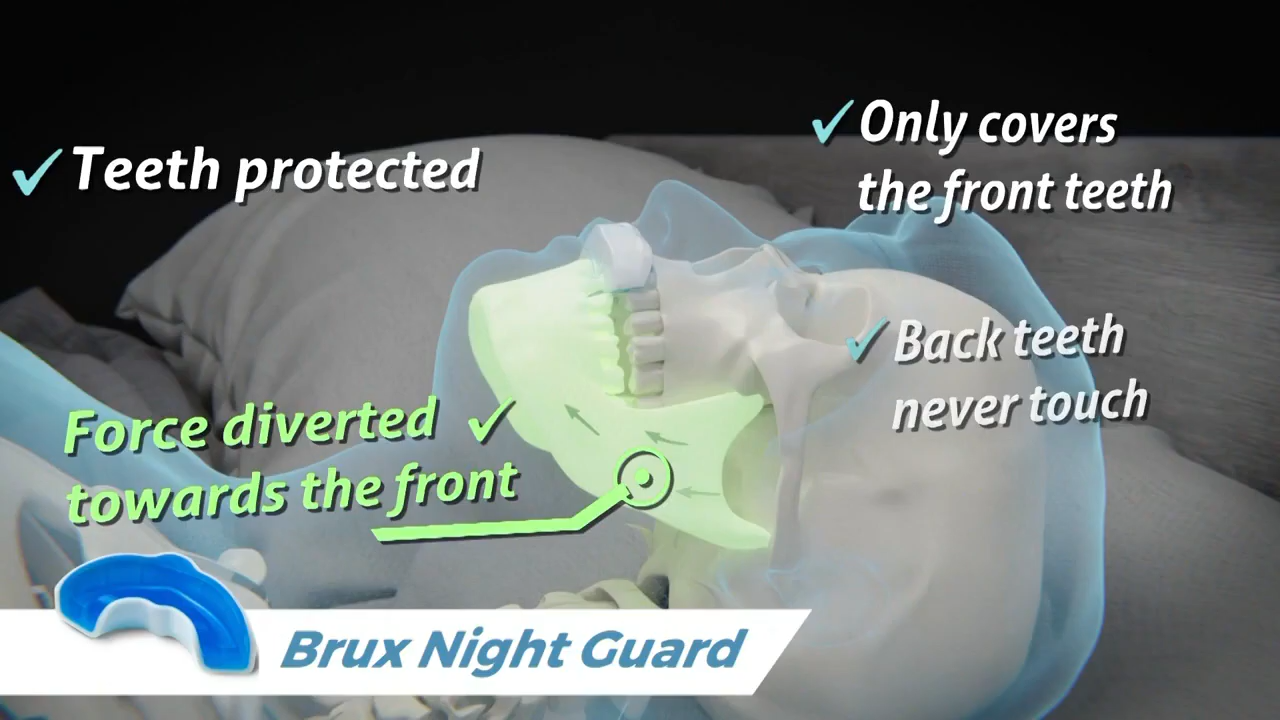 Teeth protected
Only covers
the front teeth
Back teeth
never touch
Force diverted
towards the front
Brux Night Guard